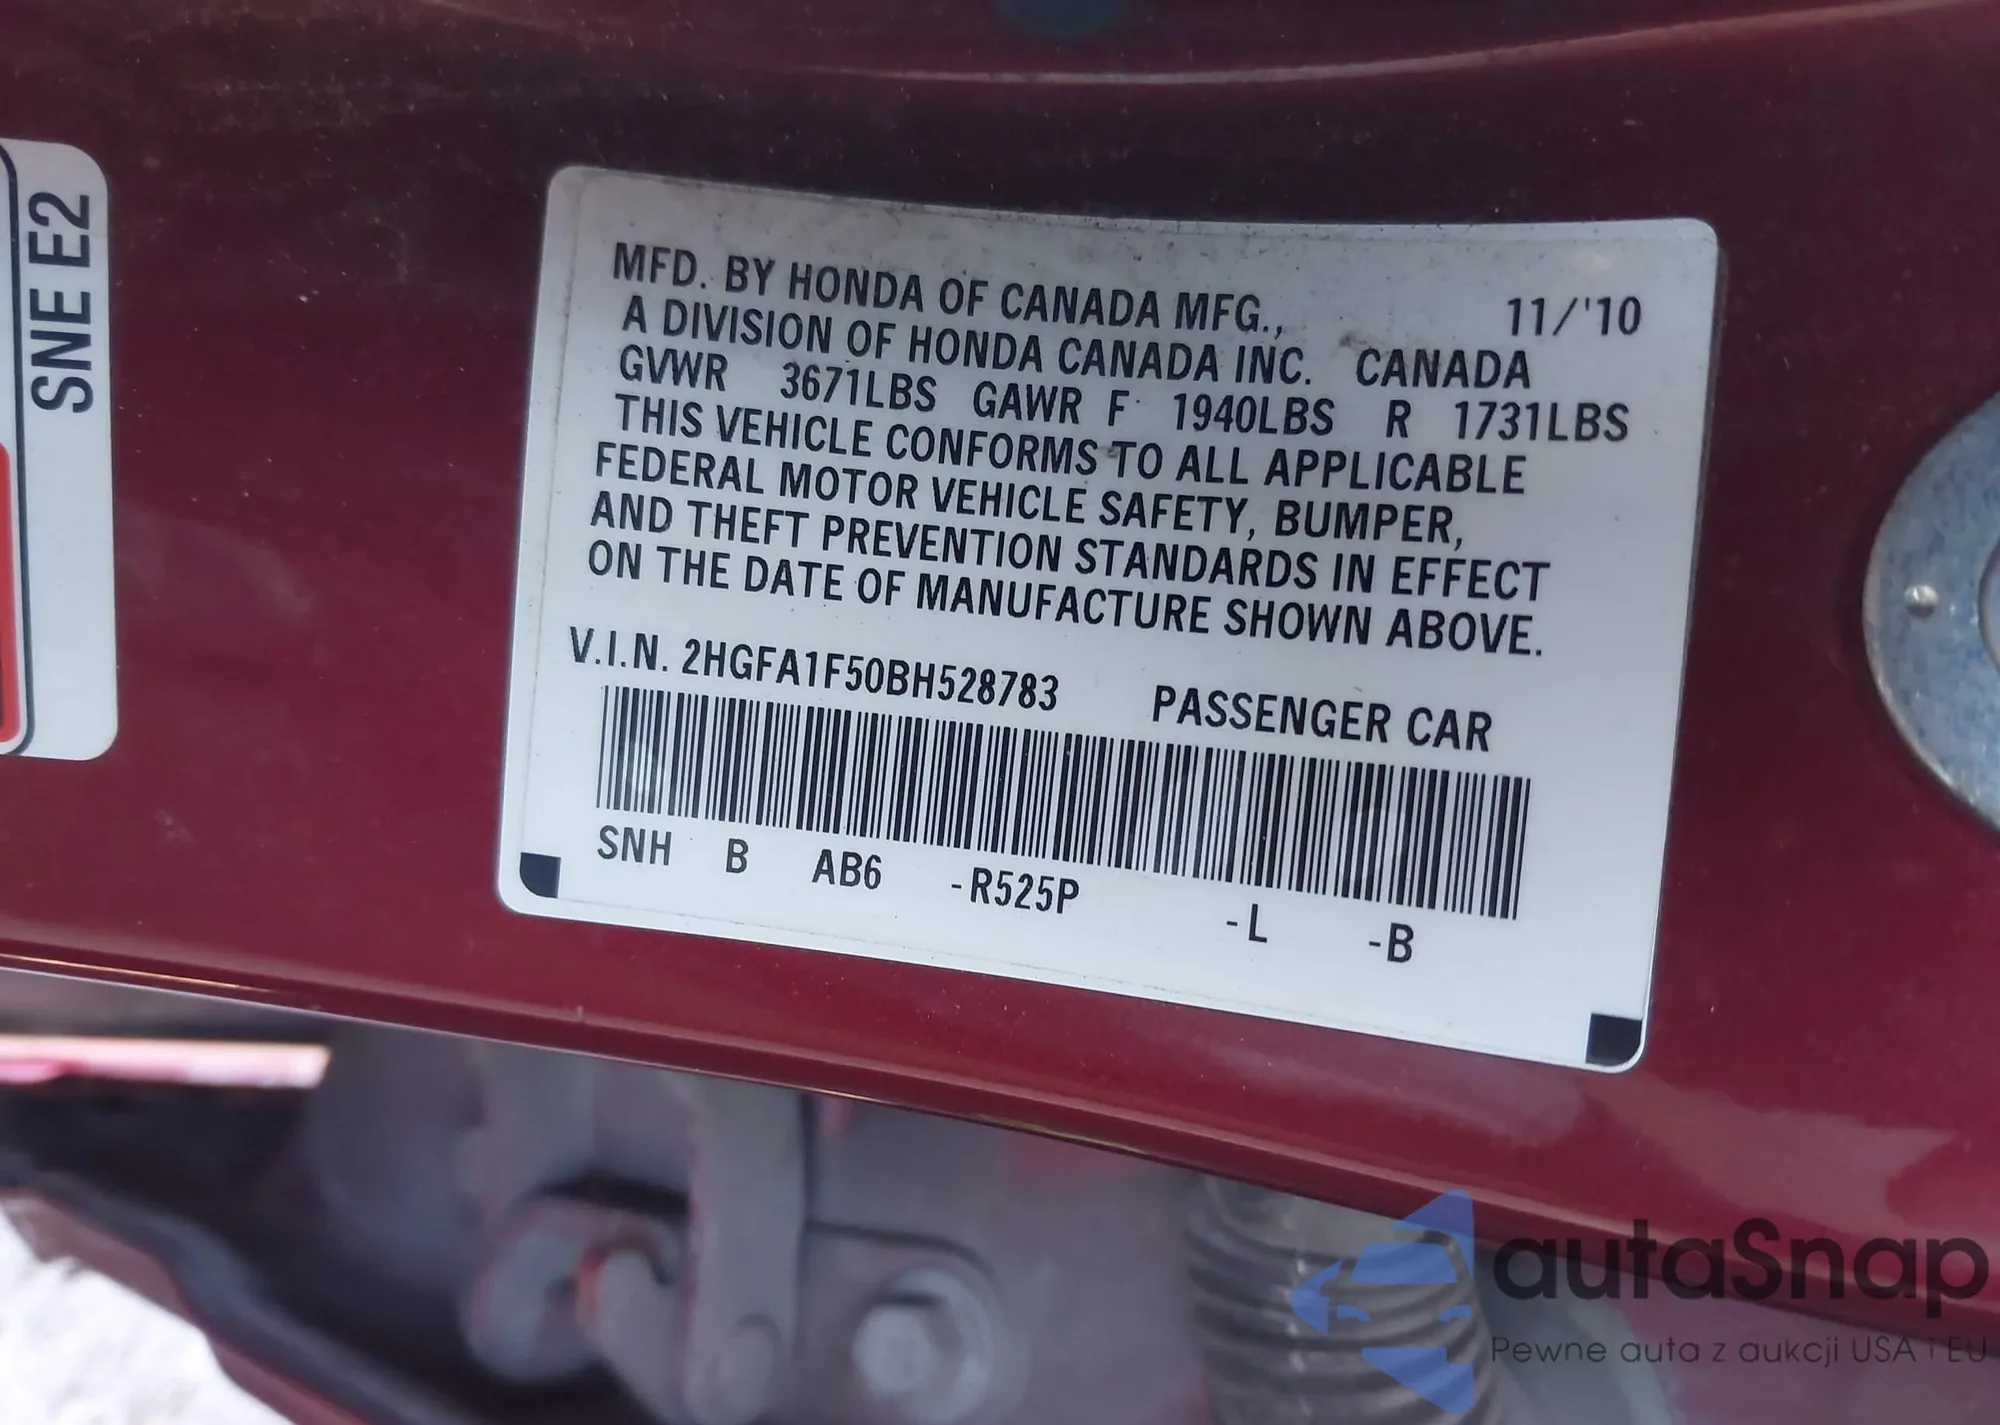 SNE E2
MFD. BY HONDA OF CANADA MFG., 11/'10
A DIVISION OF HONDA CANADA INC. CANADA
GVWR 3671LBS GAWR F 1940LBS R 1731LBS
THIS VEHICLE CONFORMS TO ALL APPLICABLE
FEDERAL MOTOR VEHICLE SAFETY, BUMPER,
AND THEFT PREVENTION STANDARDS IN EFFECT
ON THE DATE OF MANUFACTURE SHOWN ABOVE.
V.I.N. 2HGFA1F50BH528783 PASSENGER CAR
SNH B AB6 -R525P -L -B
autaSnap
Pewne auta z aukcji USA i EU